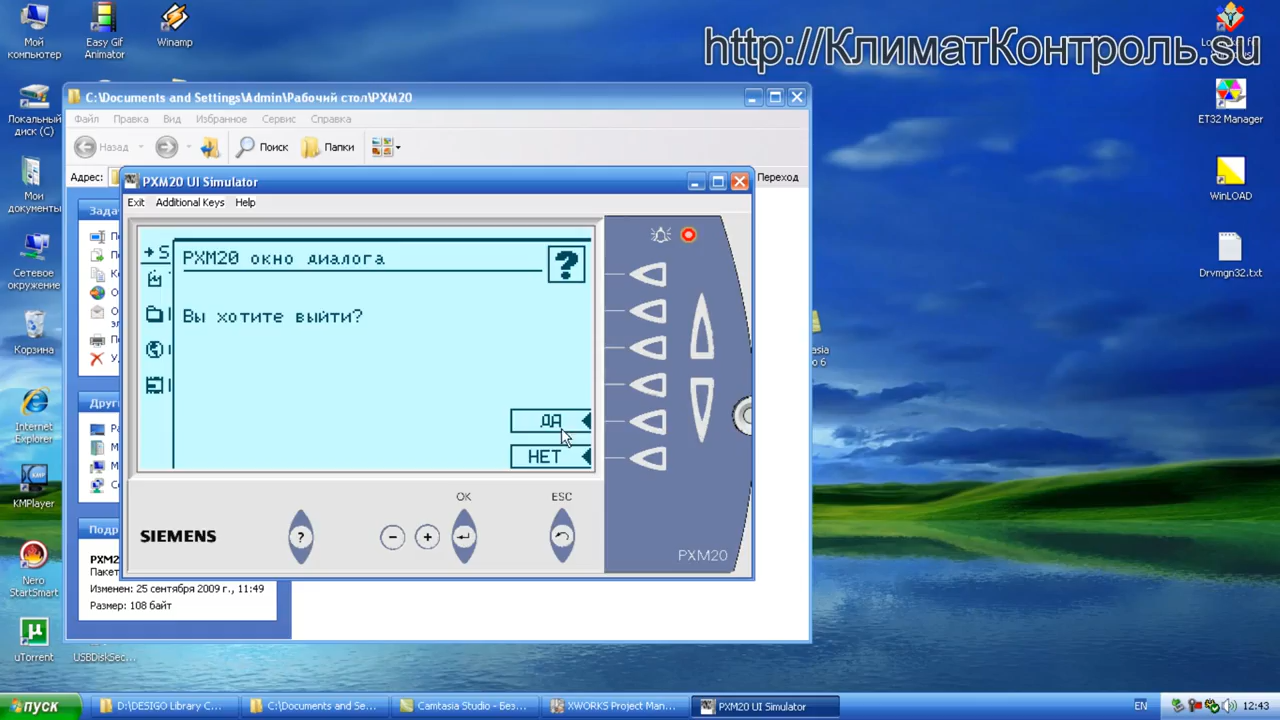 http://КлиматКонтроль.su
Мой
компьютер
Easy Gif
Animator
Winamp
ET32 Manager
Локальный
диск (C)
C:\Documents and Settings\Admin\Рабочий стол\PXM20
Файл Правка Вид Избранное Сервис Справка
Назад Поиск Папки
Адрес: Переход
Мои
документы
WinLOAD
PXM20 UI Simulator
Exit Additional Keys Help
Сетевое
окружение
Drvmgn32.txt
PXM20 окно диалога
?
Вы хотите выйти?
ДА
НЕТ
Корзина
Internet
Explorer
KMPlayer
OK
ESC
SIEMENS
?
−
+
PXM20
Изменен: 25 сентября 2009 г., 11:49
Размер: 108 байт
Nero
StartSmart
µTorrent
USBDiskSec...
пуск
D:\DESIGO Library C...
C:\Documents and Se...
Camtasia Studio - Без...
XWORKS Project Man...
PXM20 UI Simulator
EN
12:43